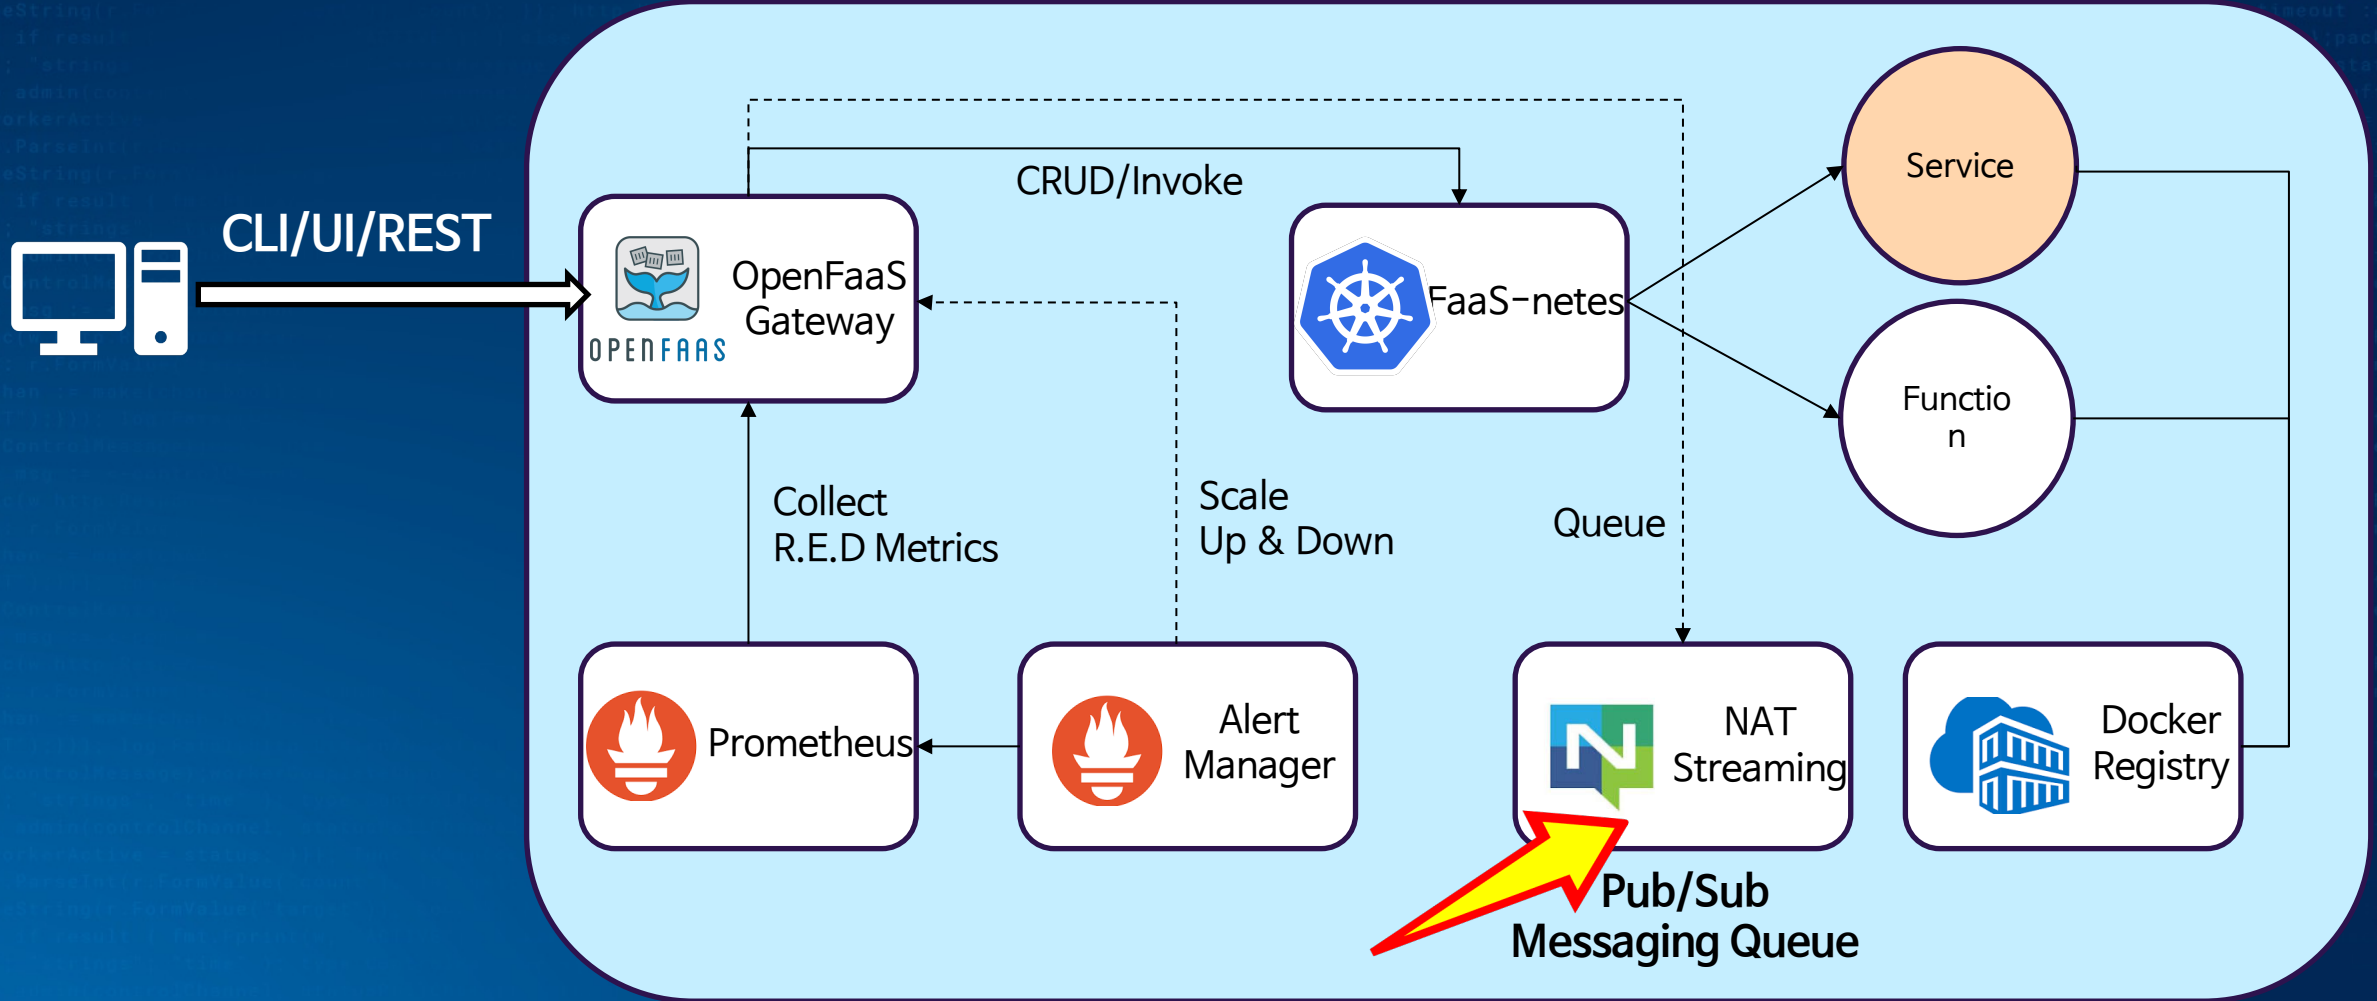 CLI/UI/REST
OPENFAAS
OpenFaaS
Gateway
CRUD/Invoke
FaaS-netes
Service
Functio
n
Collect
R.E.D Metrics
Scale
Up & Down
Queue
Prometheus
Alert
Manager
N
NAT
Streaming
Docker
Registry
Pub/Sub
Messaging Queue